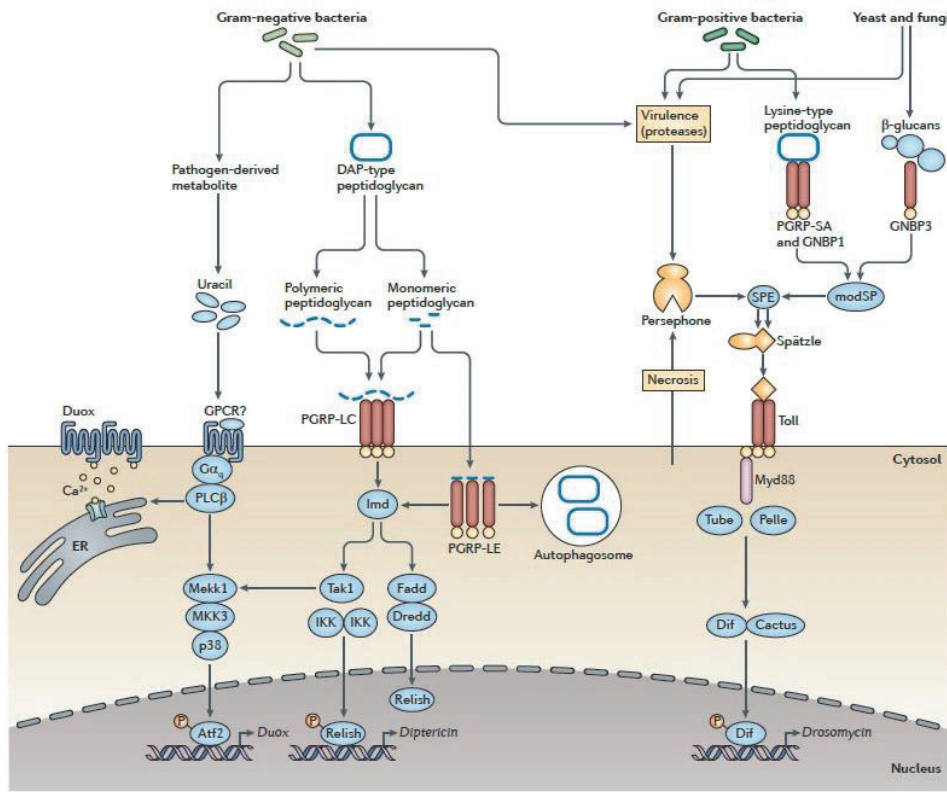 Gram-negative bacteria
Gram-positive bacteria
Yeast and fungi
Virulence
(proteases)
Lysine-type
peptidoglycan
β-glucans
Pathogen-derived
metabolite
DAP-type
peptidoglycan
PGRP-SA
and GNBP1
GNBP3
Uracil
Polymeric
peptidoglycan
Monomeric
peptidoglycan
Persephone
SPE
modSP
Spätzle
Necrosis
Duox
GPCR?
PGRP-LC
Toll
Cytosol
Gαq
Ca2+
PLCβ
Imd
PGRP-LE
Autophagosome
Myd88
Tube
Pelle
ER
Mekk1
Tak1
Fadd
MKK3
IKK
IKK
Dredd
Dif
Cactus
p38
Relish
P
Atf2
Duox
P
Relish
Diptericin
P
Dif
Drosomycin
Nucleus